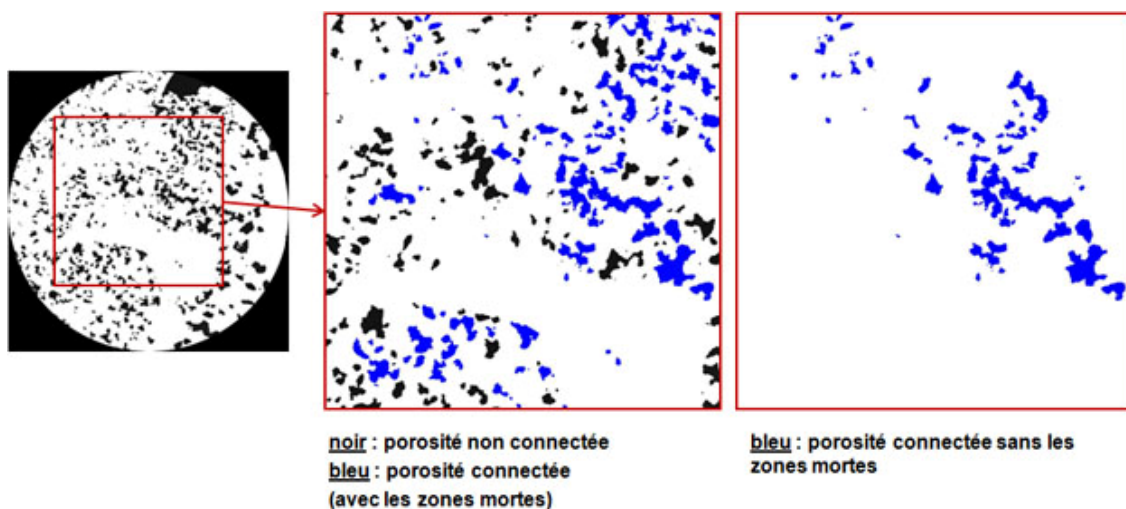 noir : porosité non connectée
bleu : porosité connectée
(avec les zones mortes)
bleu : porosité connectée sans les
zones mortes